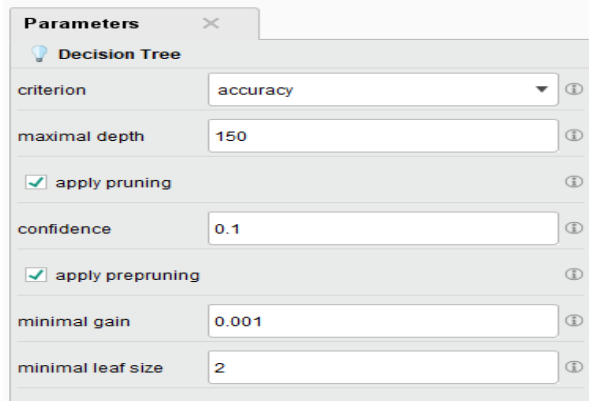 Parameters
Decision Tree
criterion accuracy
maximal depth 150
apply pruning
confidence 0.1
apply prepruning
minimal gain 0.001
minimal leaf size 2